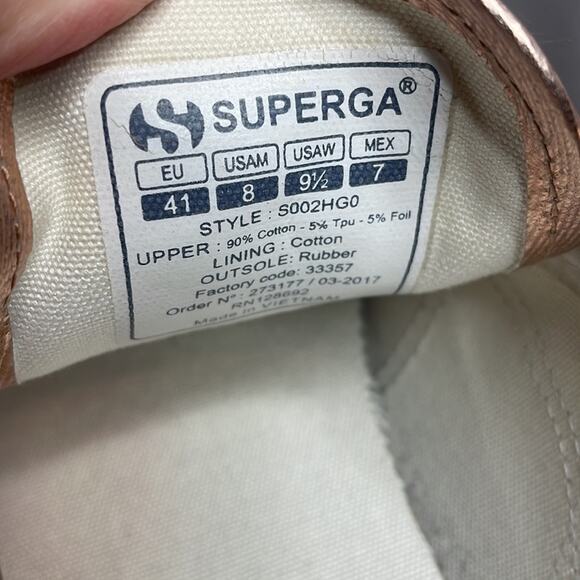 SUPERGA®
EU USAM USAW MEX
41 8 9½ 7
STYLE : S002HG0
UPPER : 90% Cotton - 5% Tpu - 5% Foil
LINING : Cotton
OUTSOLE: Rubber
Factory code: 33357
Order N° : 273177 / 03-2017
RN128692
Made in VIETNAM